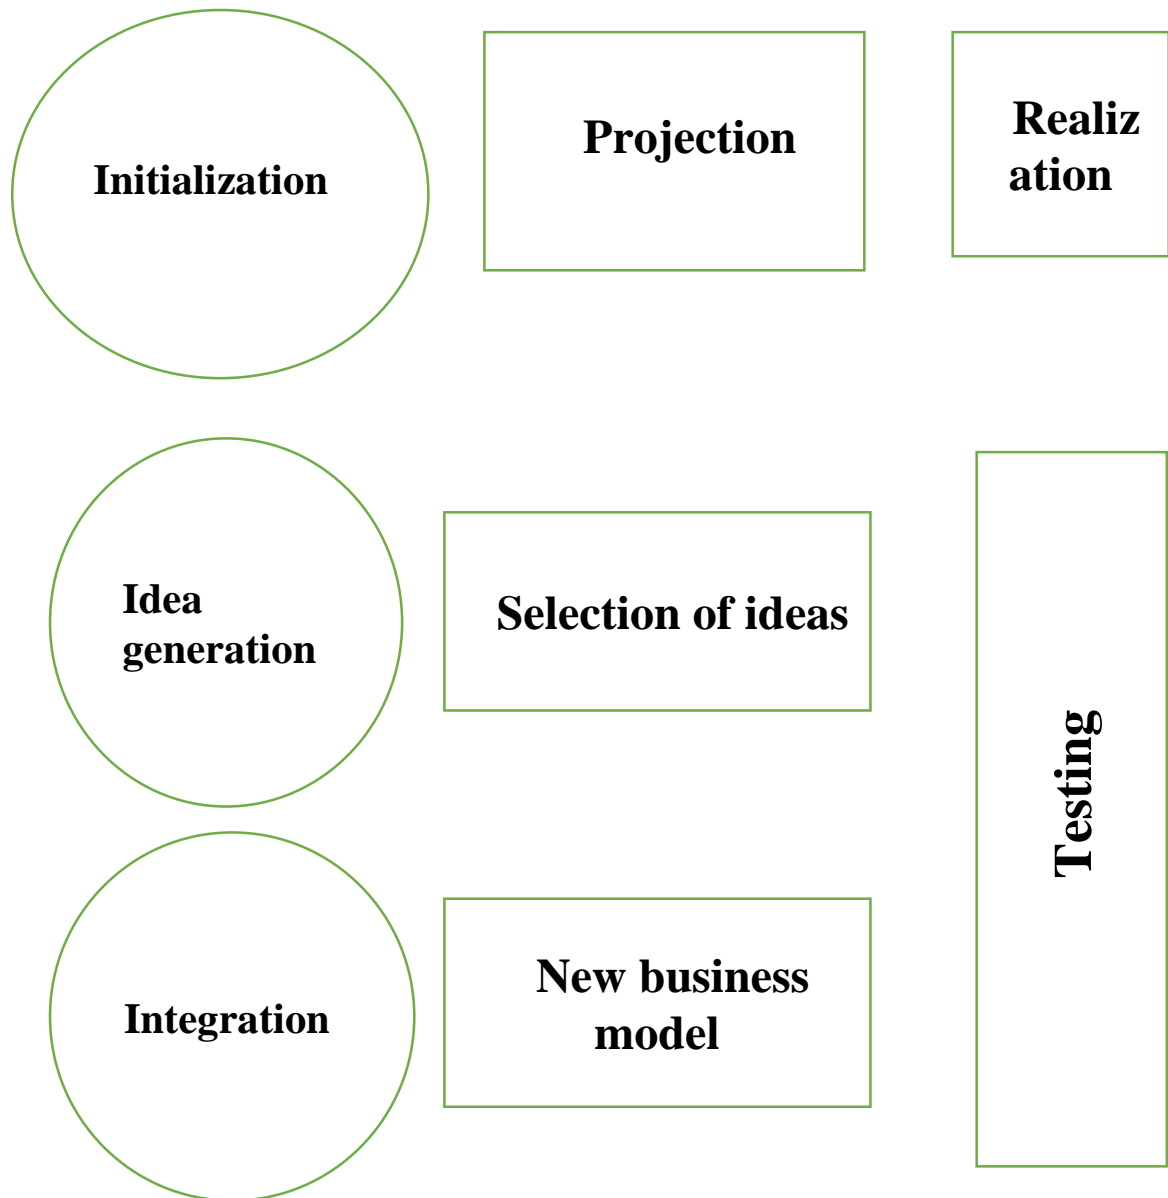 Initialization
Projection
Realiz
ation
Idea
generation
Selection of ideas
Testing
Integration
New business
model